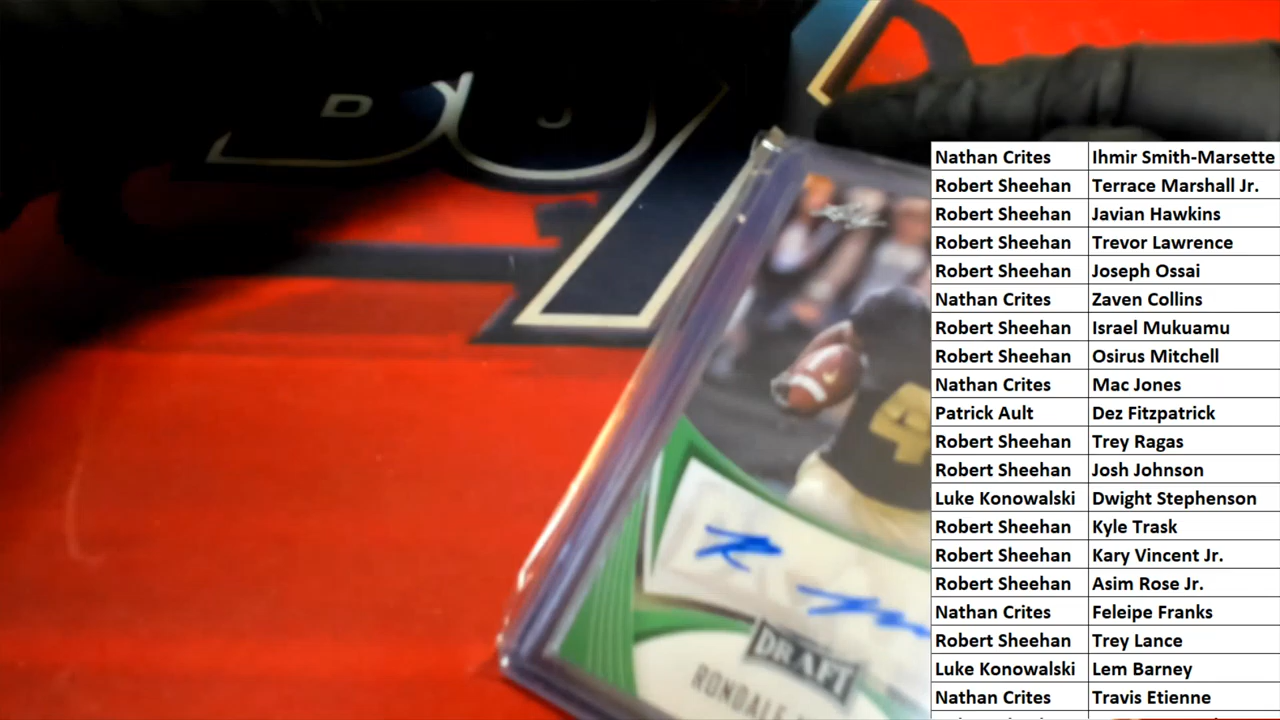 Nathan Crites Ihmir Smith-Marsette
Robert Sheehan Terrace Marshall Jr.
Robert Sheehan Javian Hawkins
Robert Sheehan Trevor Lawrence
Robert Sheehan Joseph Ossai
Nathan Crites Zaven Collins
Robert Sheehan Israel Mukuamu
Robert Sheehan Osirus Mitchell
Nathan Crites Mac Jones
Patrick Ault Dez Fitzpatrick
Robert Sheehan Trey Ragas
Robert Sheehan Josh Johnson
Luke Konowalski Dwight Stephenson
Robert Sheehan Kyle Trask
Robert Sheehan Kary Vincent Jr.
Robert Sheehan Asim Rose Jr.
Nathan Crites Feleipe Franks
Robert Sheehan Trey Lance
Luke Konowalski Lem Barney
Nathan Crites Travis Etienne
DRAFT